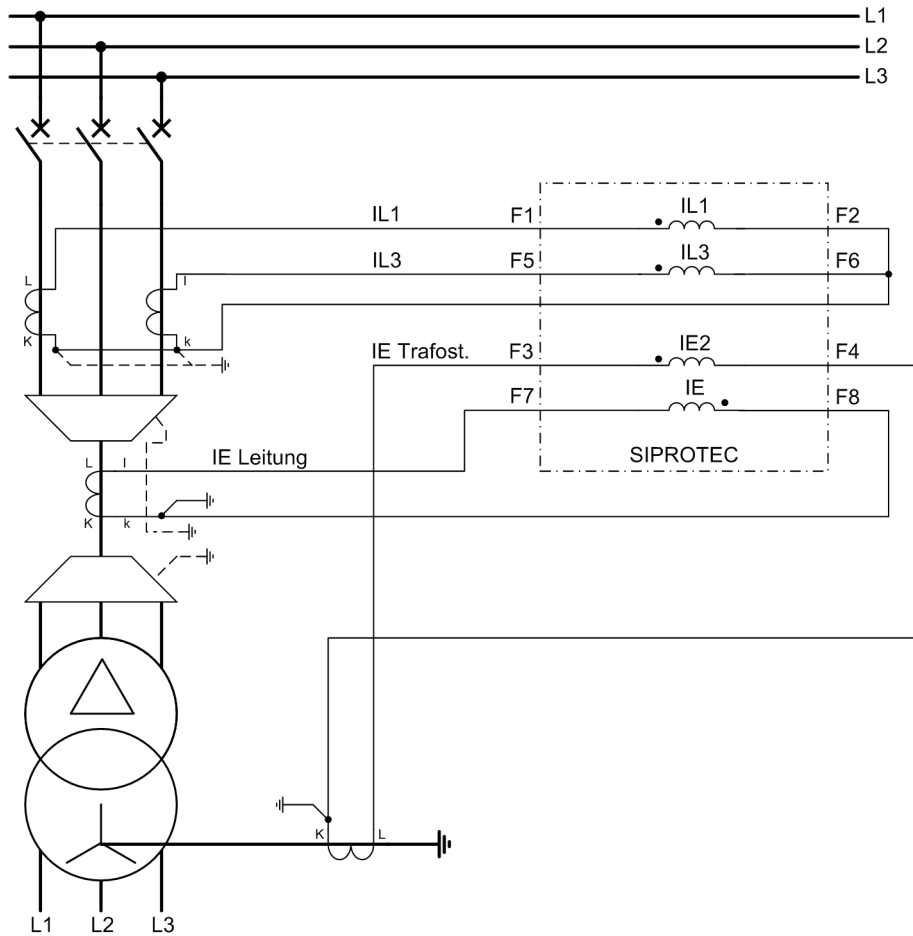 L1
L2
L3
IL1 F1 IL1 F2
L l IL3 F5 IL3 F6
K k
IE Trafost. F3 IE2 F4
F7 IE F8
L l IE Leitung SIPROTEC
K k
K L
L1 L2 L3